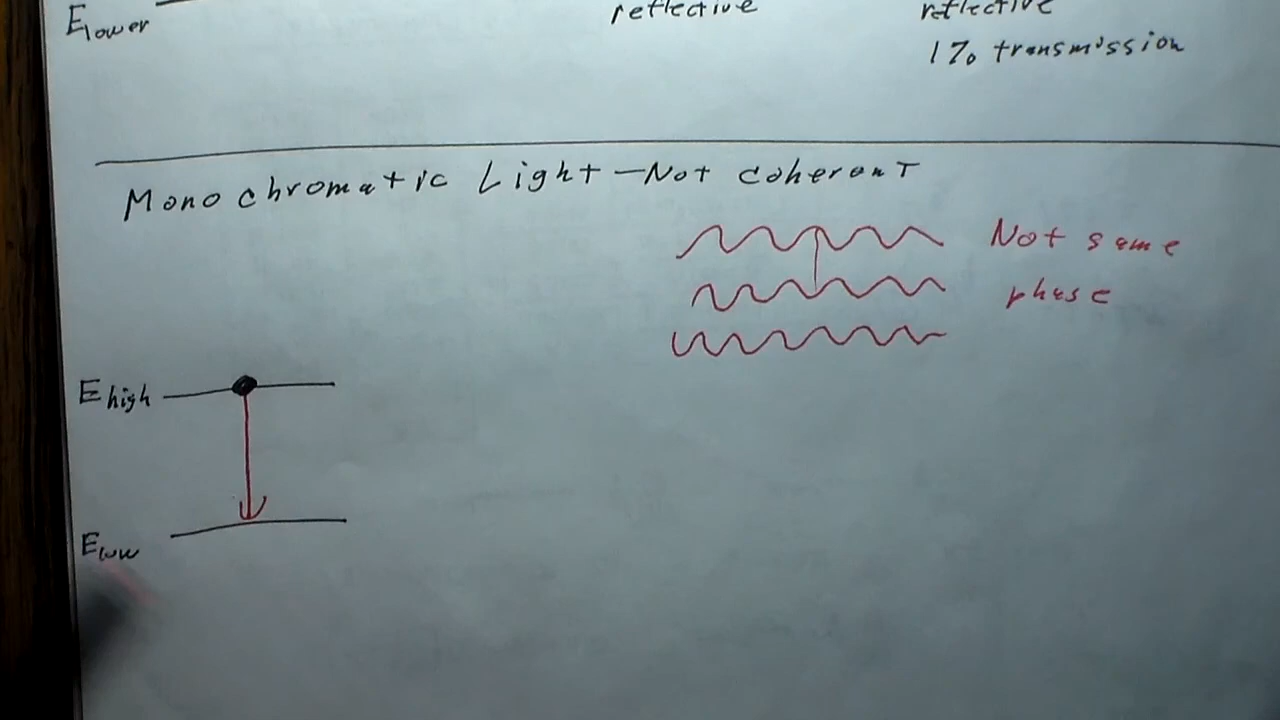 Elower
reflective
reflective
1% transmission
Monochromatic Light - Not coherent
Not same
phase
Ehigh
Elow